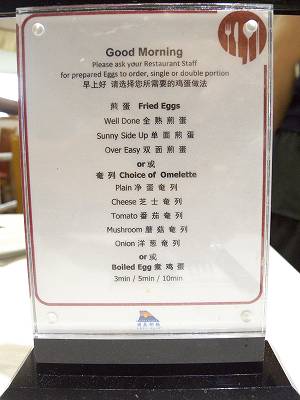 Good Morning
Please ask your Restaurant Staff
for prepared Eggs to order, single or double portion
早上好 请选择您所需要的鸡蛋做法
煎 蛋 Fried Eggs
Well Done 全 熟 煎 蛋
Sunny Side Up 单 面 煎 蛋
Over Easy 双 面 煎 蛋
or 或
奄 列 Choice of Omelette
Plain 净 蛋 奄 列
Cheese 芝 士 奄 列
Tomato 番 茄 奄 列
Mushroom 蘑 菇 奄 列
Onion 洋 葱 奄 列
or 或
Boiled Egg 煮 鸡 蛋
3min / 5min / 10min